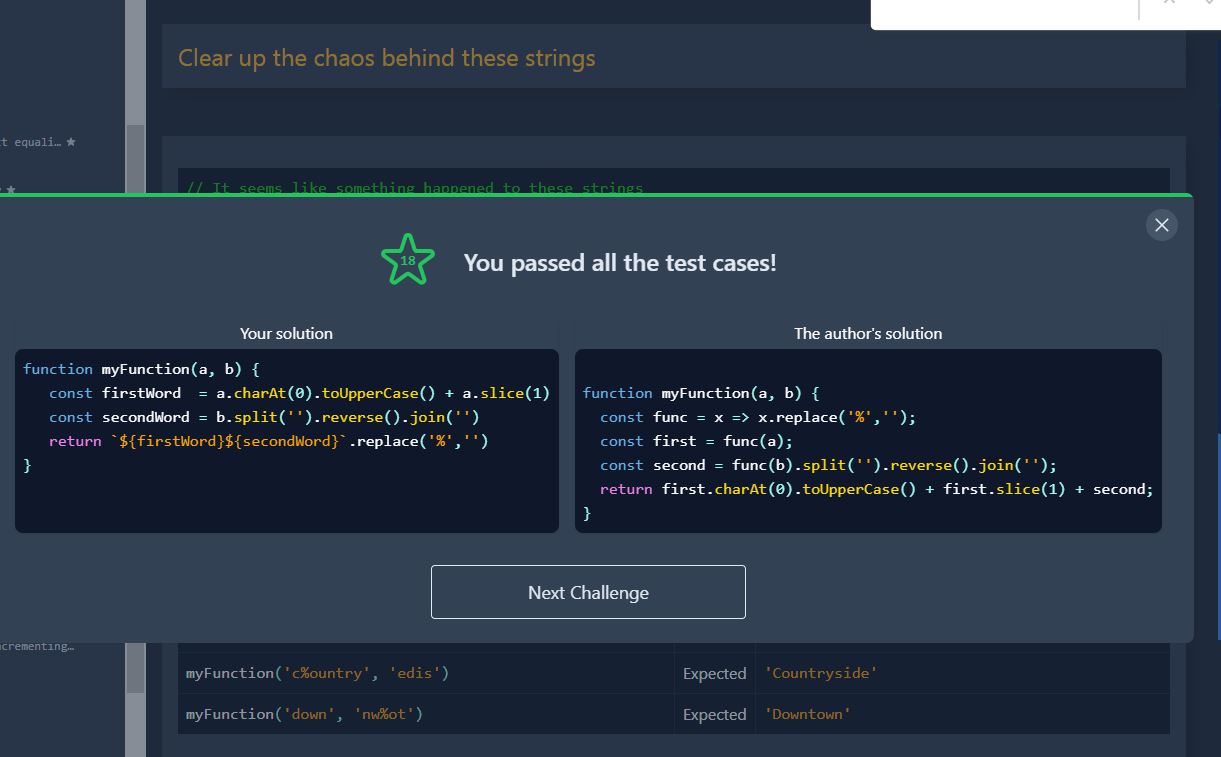 Clear up the chaos behind these strings
t equali… ★
★
// It seems like something happened to these strings
18
You passed all the test cases!
Your solution
function myFunction(a, b) {
   const firstWord  = a.charAt(0).toUpperCase() + a.slice(1)
   const secondWord = b.split('').reverse().join('')
   return `${firstWord}${secondWord}`.replace('%','')
}
The author's solution
function myFunction(a, b) {
  const func = x => x.replace('%','');
  const first = func(a);
  const second = func(b).split('').reverse().join('');
  return first.charAt(0).toUpperCase() + first.slice(1) + second;
}
Next Challenge
ncrementing…
myFunction('c%ountry', 'edis') Expected 'Countryside'
myFunction('down', 'nw%ot') Expected 'Downtown'